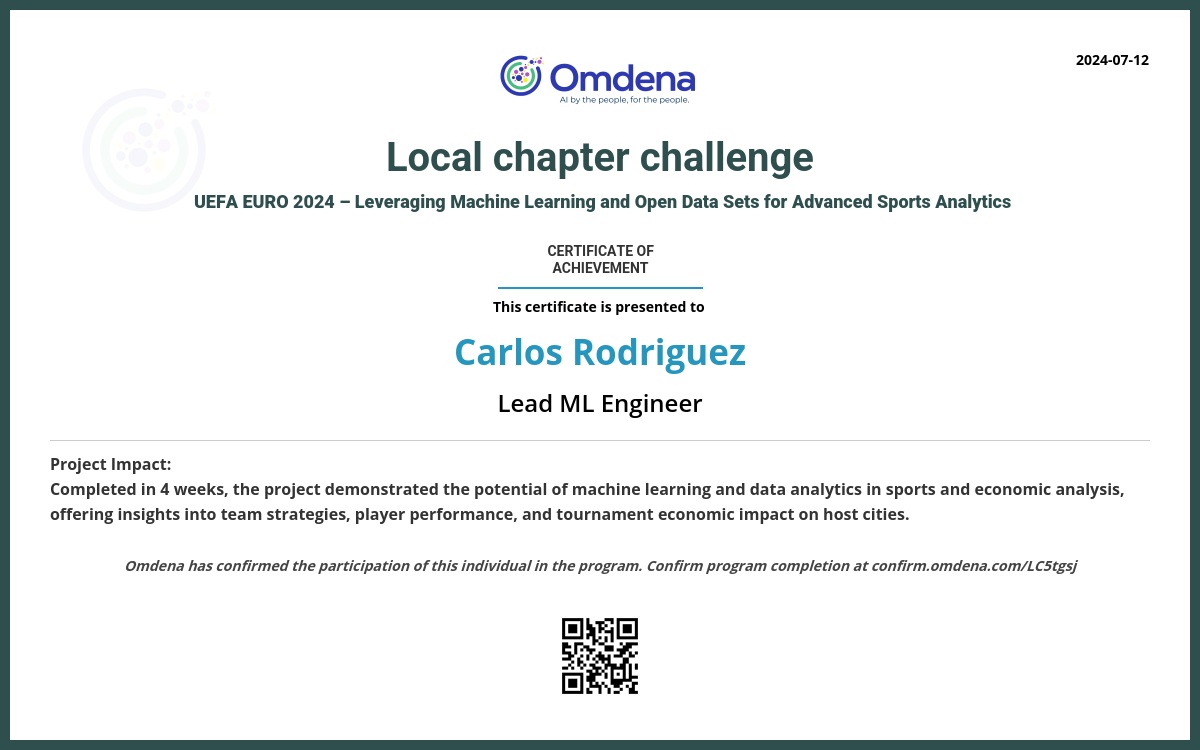 2024-07-12
Omdena
AI by the people, for the people.
Local chapter challenge
UEFA EURO 2024 – Leveraging Machine Learning and Open Data Sets for Advanced Sports Analytics
CERTIFICATE OF
ACHIEVEMENT
This certificate is presented to
Carlos Rodriguez
Lead ML Engineer
Project Impact:
Completed in 4 weeks, the project demonstrated the potential of machine learning and data analytics in sports and economic analysis,
offering insights into team strategies, player performance, and tournament economic impact on host cities.
Omdena has confirmed the participation of this individual in the program. Confirm program completion at confirm.omdena.com/LC5tgsj